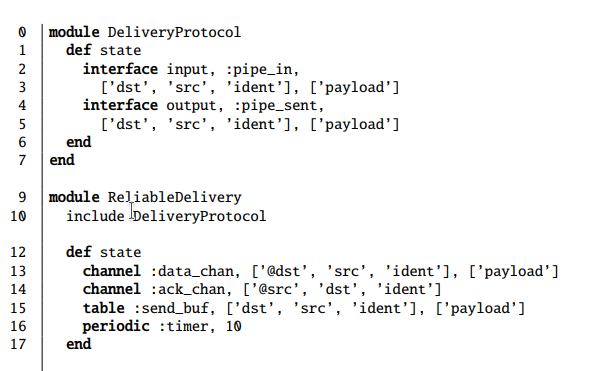 0 module DeliveryProtocol
1 def state
2 interface input, :pipe_in,
3 ['dst', 'src', 'ident'], ['payload']
4 interface output, :pipe_sent,
5 ['dst', 'src', 'ident'], ['payload']
6 end
7 end
9 module ReliableDelivery
10 include DeliveryProtocol
12 def state
13 channel :data_chan, ['@dst', 'src', 'ident'], ['payload']
14 channel :ack_chan, ['@src', 'dst', 'ident']
15 table :send_buf, ['dst', 'src', 'ident'], ['payload']
16 periodic :timer, 10
17 end